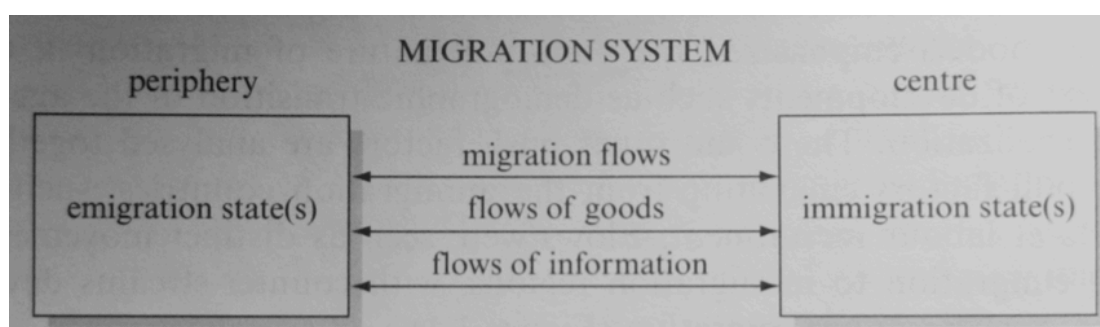 MIGRATION SYSTEM
periphery
centre
migration flows
emigration state(s)
flows of goods
immigration state(s)
flows of information